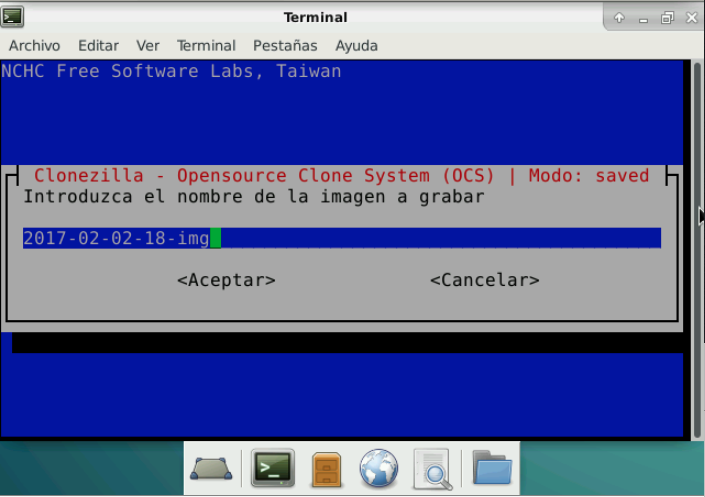 Terminal
Archivo Editar Ver Terminal Pestañas Ayuda
NCHC Free Software Labs, Taiwan
Clonezilla - Opensource Clone System (OCS) | Modo: saved
Introduzca el nombre de la imagen a grabar
2017-02-02-18-img
<Aceptar> <Cancelar>